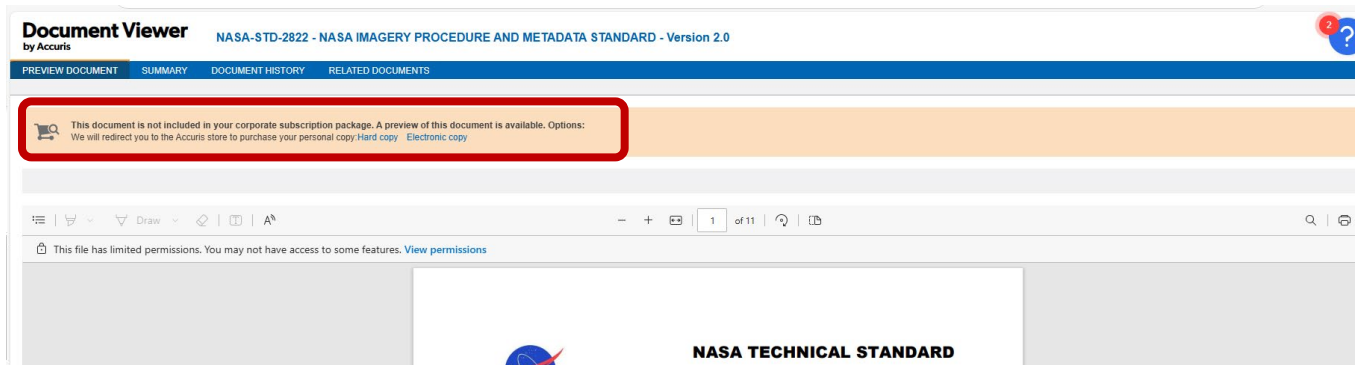 Document Viewer
by Accuris
NASA-STD-2822 - NASA IMAGERY PROCEDURE AND METADATA STANDARD - Version 2.0
2
?
PREVIEW DOCUMENT SUMMARY DOCUMENT HISTORY RELATED DOCUMENTS
This document is not included in your corporate subscription package. A preview of this document is available. Options:
We will redirect you to the Accuris store to purchase your personal copy:Hard copy Electronic copy
Draw
1 of 11
This file has limited permissions. You may not have access to some features. View permissions
NASA TECHNICAL STANDARD